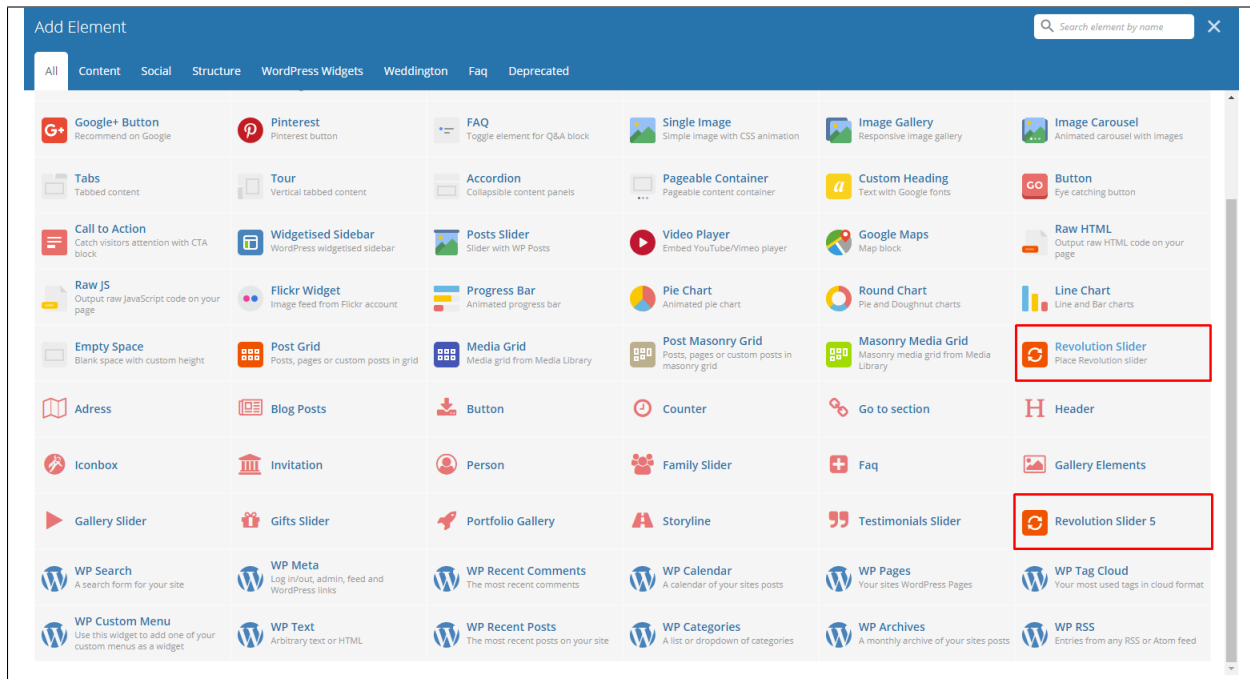 Add Element
Search element by name
All Content Social Structure WordPress Widgets Weddington Faq Deprecated
Google+ Button
Recommend on Google
Pinterest
Pinterest button
FAQ
Toggle element for Q&A block
Single Image
Simple image with CSS animation
Image Gallery
Responsive image gallery
Image Carousel
Animated carousel with images
Tabs
Tabbed content
Tour
Vertical tabbed content
Accordion
Collapsible content panels
Pageable Container
Pageable content container
Custom Heading
Text with Google fonts
GO
Button
Eye catching button
Call to Action
Catch visitors attention with CTA
block
Widgetised Sidebar
WordPress widgetised sidebar
Posts Slider
Slider with WP Posts
Video Player
Embed YouTube/Vimeo player
Google Maps
Map block
Raw HTML
Output raw HTML code on your
page
Raw JS
Output raw JavaScript code on your
page
Flickr Widget
Image feed from Flickr account
Progress Bar
Animated progress bar
Pie Chart
Animated pie chart
Round Chart
Pie and Doughnut charts
Line Chart
Line and Bar charts
Empty Space
Blank space with custom height
Post Grid
Posts, pages or custom posts in grid
Media Grid
Media grid from Media Library
Post Masonry Grid
Posts, pages or custom posts in
masonry grid
Masonry Media Grid
Masonry media grid from Media
Library
Revolution Slider
Place Revolution slider
Adress
Blog Posts
Button
Counter
Go to section
H Header
Iconbox
Invitation
Person
Family Slider
Faq
Gallery Elements
Gallery Slider
Gifts Slider
Portfolio Gallery
Storyline
Testimonials Slider
Revolution Slider 5
WP Search
A search form for your site
WP Meta
Log in/out, admin, feed and
WordPress links
WP Recent Comments
The most recent comments
WP Calendar
A calendar of your sites posts
WP Pages
Your sites WordPress Pages
WP Tag Cloud
Your most used tags in cloud format
WP Custom Menu
Use this widget to add one of your
custom menus as a widget
WP Text
Arbitrary text or HTML
WP Recent Posts
The most recent posts on your site
WP Categories
A list or dropdown of categories
WP Archives
A monthly archive of your sites posts
WP RSS
Entries from any RSS or Atom feed